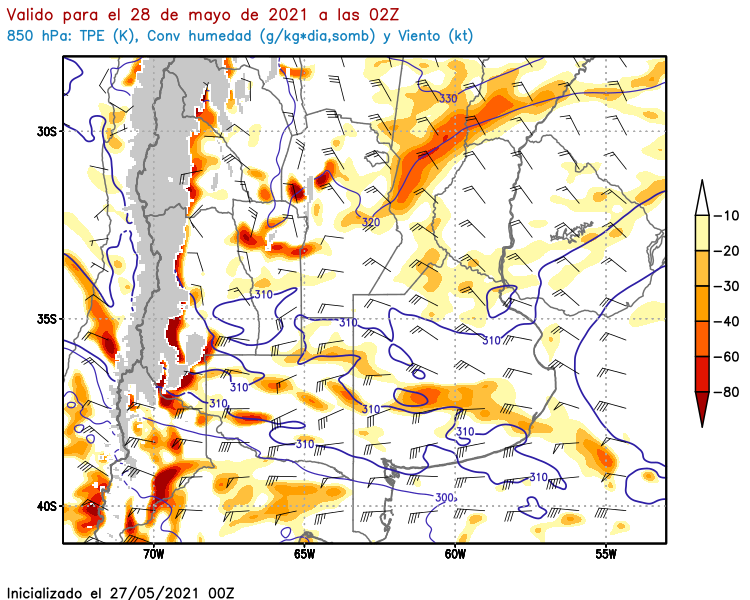 Valido para el 28 de mayo de 2021 a las 02Z
850 hPa: TPE (K), Conv humedad (g/kg*dia,somb) y Viento (kt)
330
30S
320
-10
-20
-30
-40
-60
-80
310
310
35S
310
310
310
310
310
310
310
300
40S
70W 65W 60W 55W
Inicializado el 27/05/2021 00Z